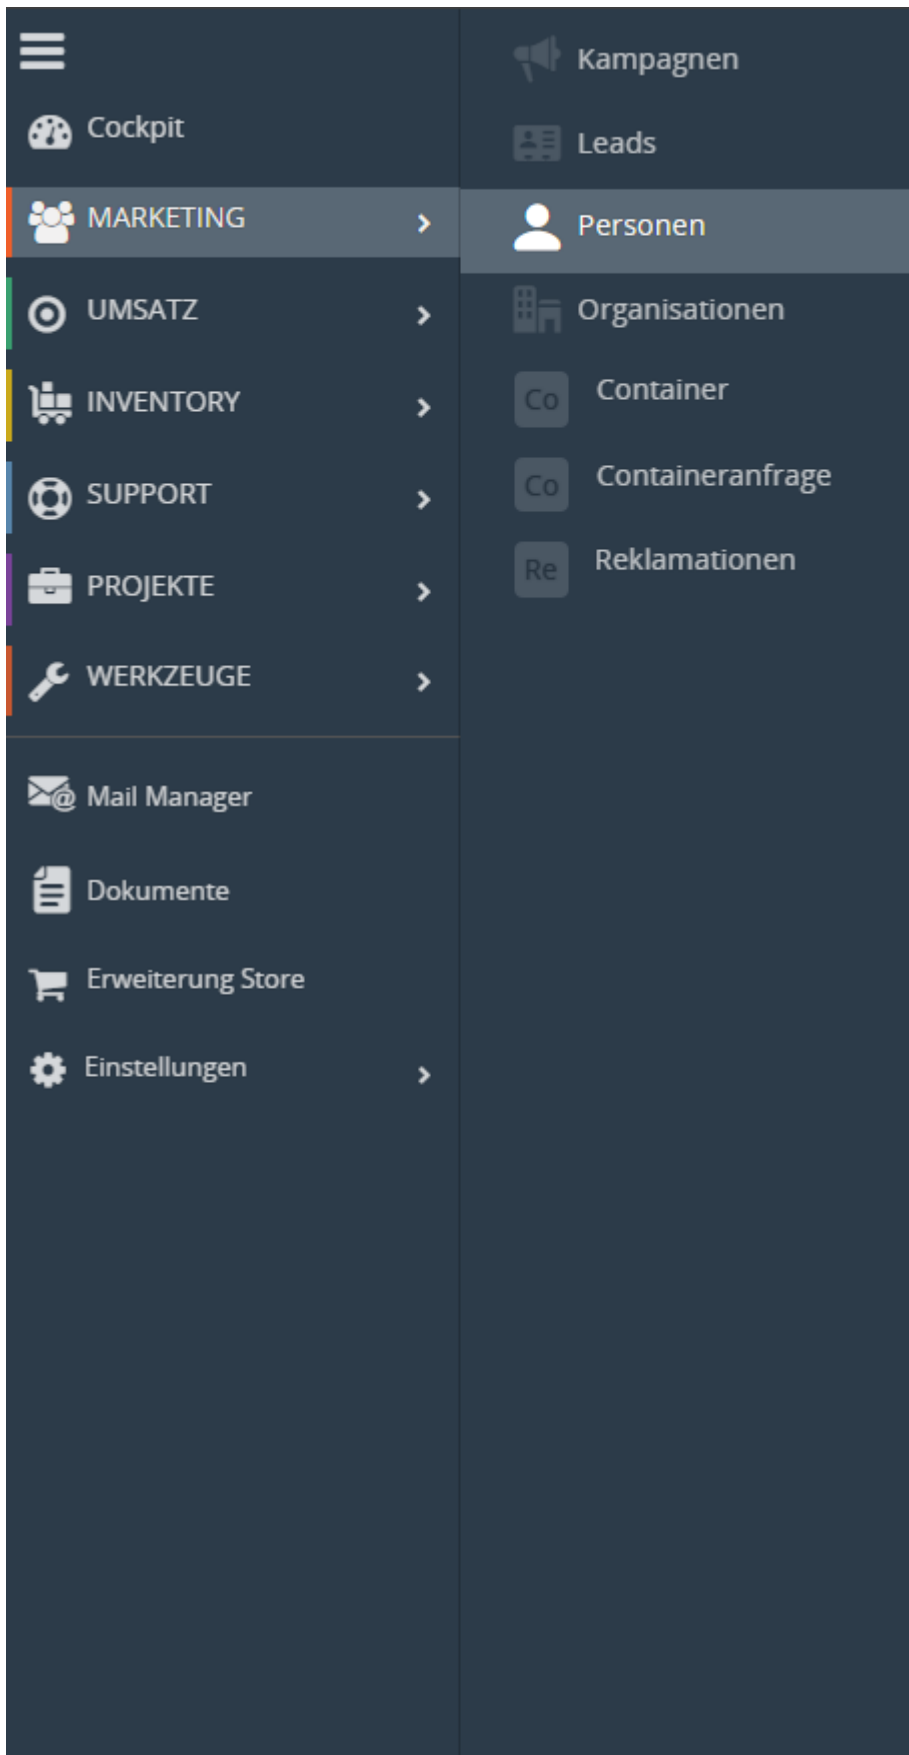 Cockpit
MARKETING
UMSATZ
INVENTORY
SUPPORT
PROJEKTE
WERKZEUGE
Mail Manager
Dokumente
Erweiterung Store
Einstellungen
Kampagnen
Leads
Personen
Organisationen
Co Container
Co Containeranfrage
Re Reklamationen